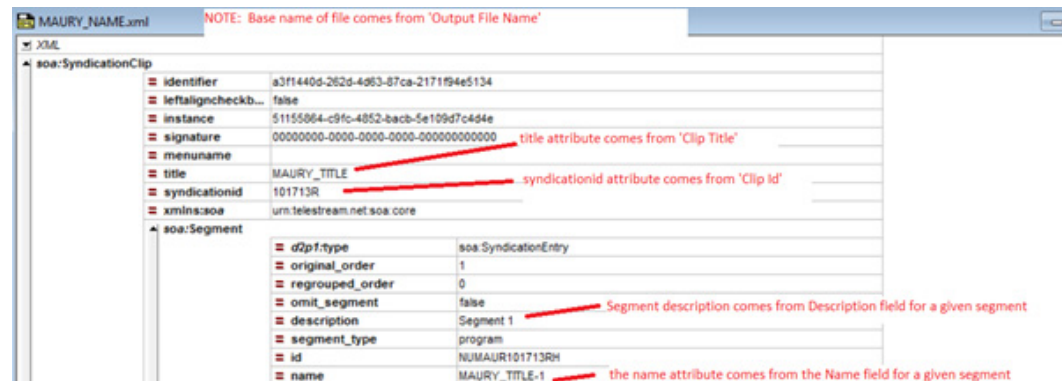 MAURY_NAME.xml NOTE: Base name of file comes from 'Output File Name'
XML
soa:SyndicationClip
= identifier a3f1440d-262d-4d63-87ca-2171f94e5134
= leftaligncheckb... false
= instance 51155864-c9fc-4852-bacb-5e109d7c4d4e
= signature 00000000-0000-0000-0000-000000000000
title attribute comes from 'Clip Title'
= menuname
= title MAURY_TITLE
syndicationid attribute comes from 'Clip Id'
= syndicationid 101713R
= xmlns:soa urn:telestream.net:soa:core
soa:Segment
= d2p1:type soa:SyndicationEntry
= original_order 1
= regrouped_order 0
= omit_segment false
Segment description comes from Description field for a given segment
= description Segment 1
= segment_type program
= id NUMAUR101713RH
= name MAURY_TITLE-1 the name attribute comes from the Name field for a given segment